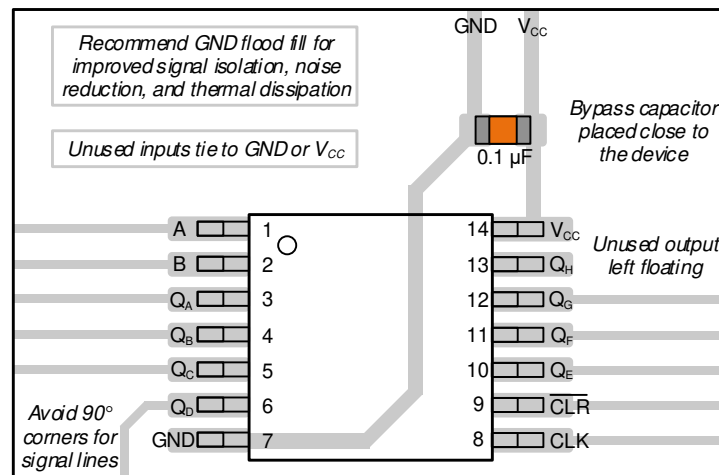 GND VCC
Recommend GND flood fill for
improved signal isolation, noise
reduction, and thermal dissipation
Unused inputs tie to GND or VCC
Bypass capacitor
placed close to
the device
0.1 µF
A 1 14 VCC
B 2 13 QH
Unused output
left floating
QA 3 12 QG
QB 4 11 QF
QC 5 10 QE
QD 6 9 C̅L̅R̅
GND 7 8 CLK
Avoid 90°
corners for
signal lines